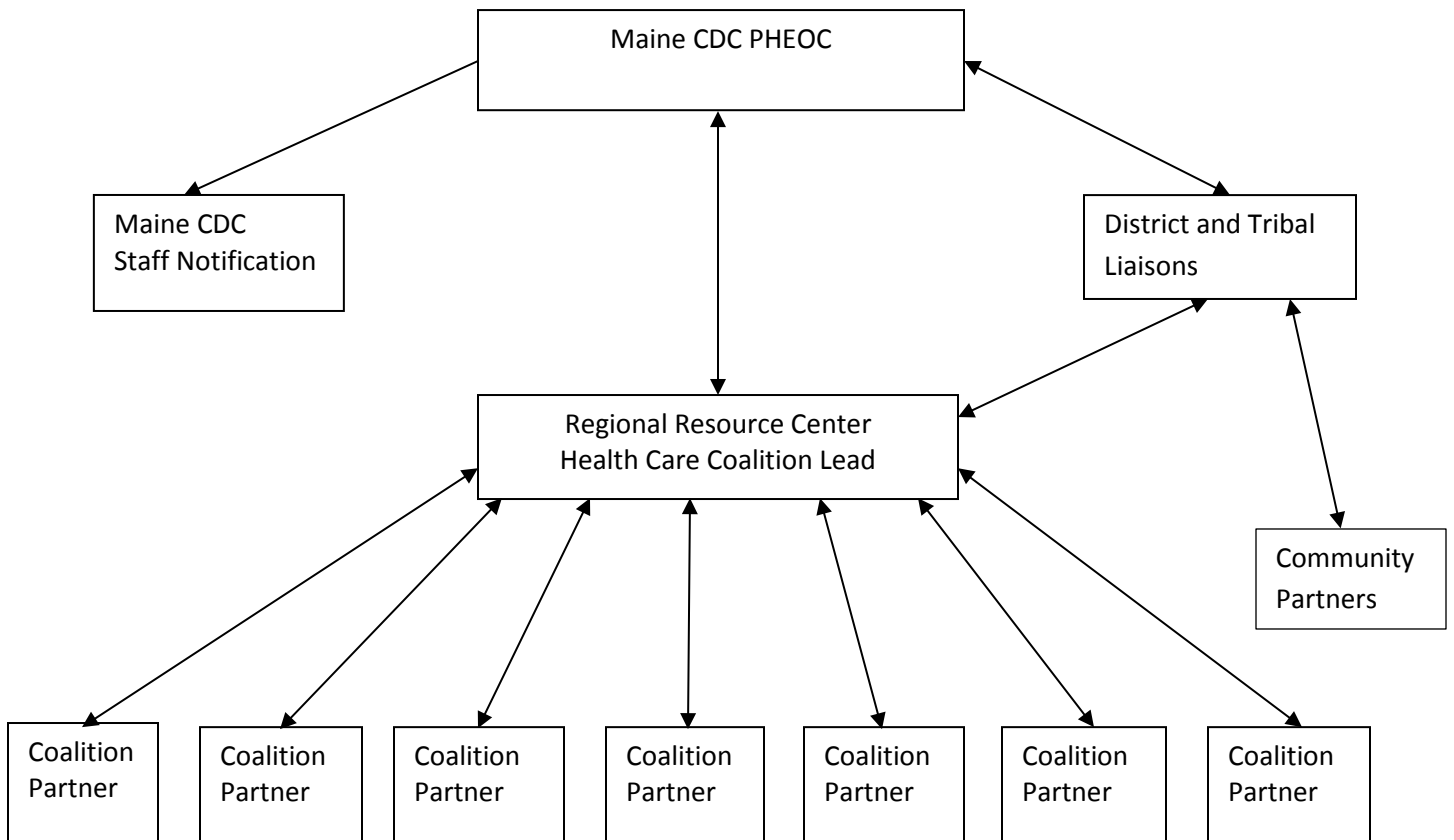 Maine CDC PHEOC
Maine CDC
Staff Notification
District and Tribal
Liaisons
Regional Resource Center
Health Care Coalition Lead
Community
Partners
Coalition
Partner
Coalition
Partner
Coalition
Partner
Coalition
Partner
Coalition
Partner
Coalition
Partner
Coalition
Partner